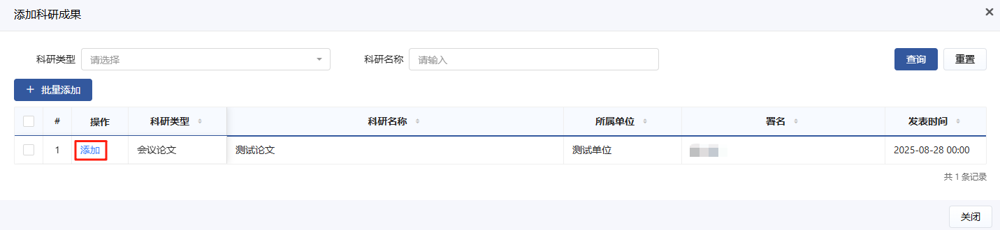 添加科研成果
科研类型 请选择 科研名称 请输入 查询 重置
批量添加
# 操作 科研类型 科研名称 所属单位 署名 发表时间
1 添加 会议论文 测试论文 测试单位 2025-08-28 00:00
共 1 条记录
关闭